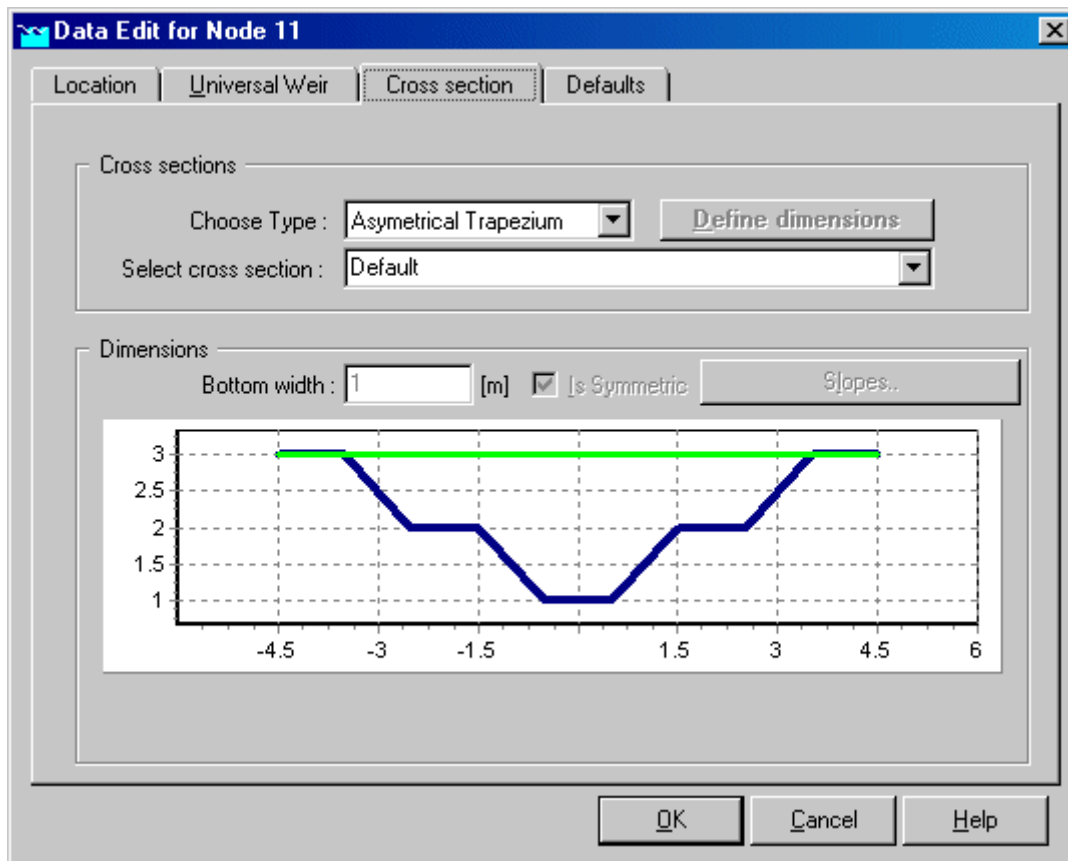 Data Edit for Node 11
Location Universal Weir Cross section Defaults
Cross sections
Choose Type : Asymetrical Trapezium Define dimensions
Select cross section : Default
Dimensions
Bottom width : 1 [m] Is Symmetric Slopes..
3
2.5
2
1.5
1
-4.5 -3 -1.5 1.5 3 4.5 6
OK Cancel Help